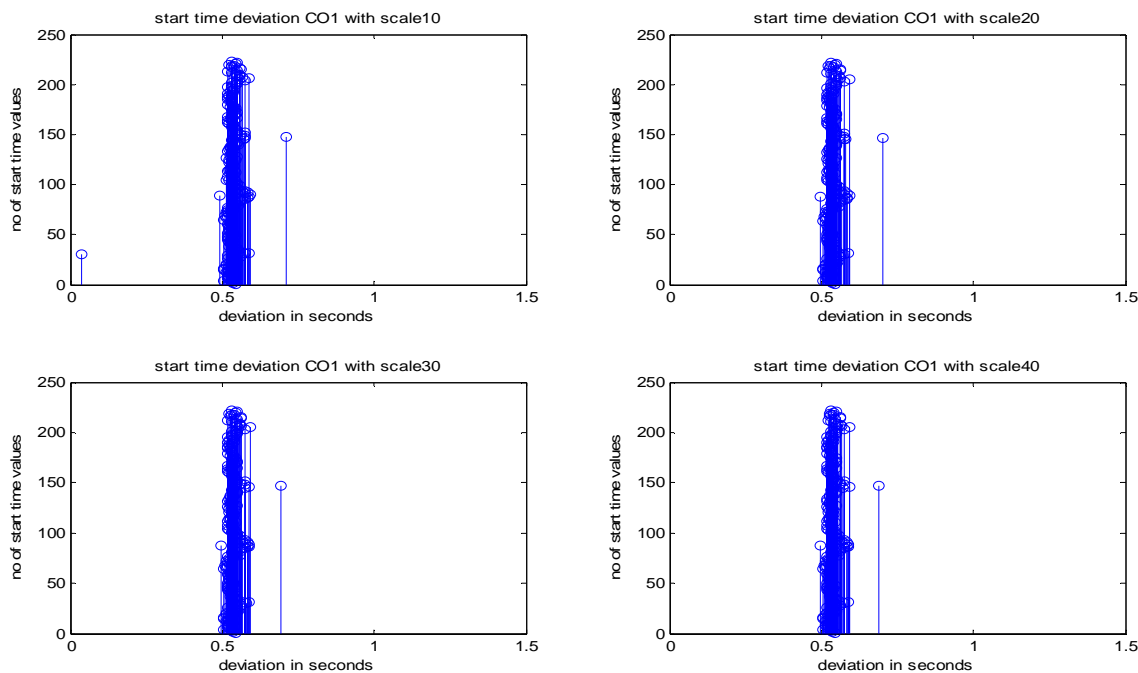 start time deviation CO1 with scale10
250
200
150
100
50
0
no of start time values
0 0.5 1 1.5
deviation in seconds
start time deviation CO1 with scale20
250
200
150
100
50
0
no of start time values
0 0.5 1 1.5
deviation in seconds
start time deviation CO1 with scale30
250
200
150
100
50
0
no of start time values
0 0.5 1 1.5
deviation in seconds
start time deviation CO1 with scale40
250
200
150
100
50
0
no of start time values
0 0.5 1 1.5
deviation in seconds